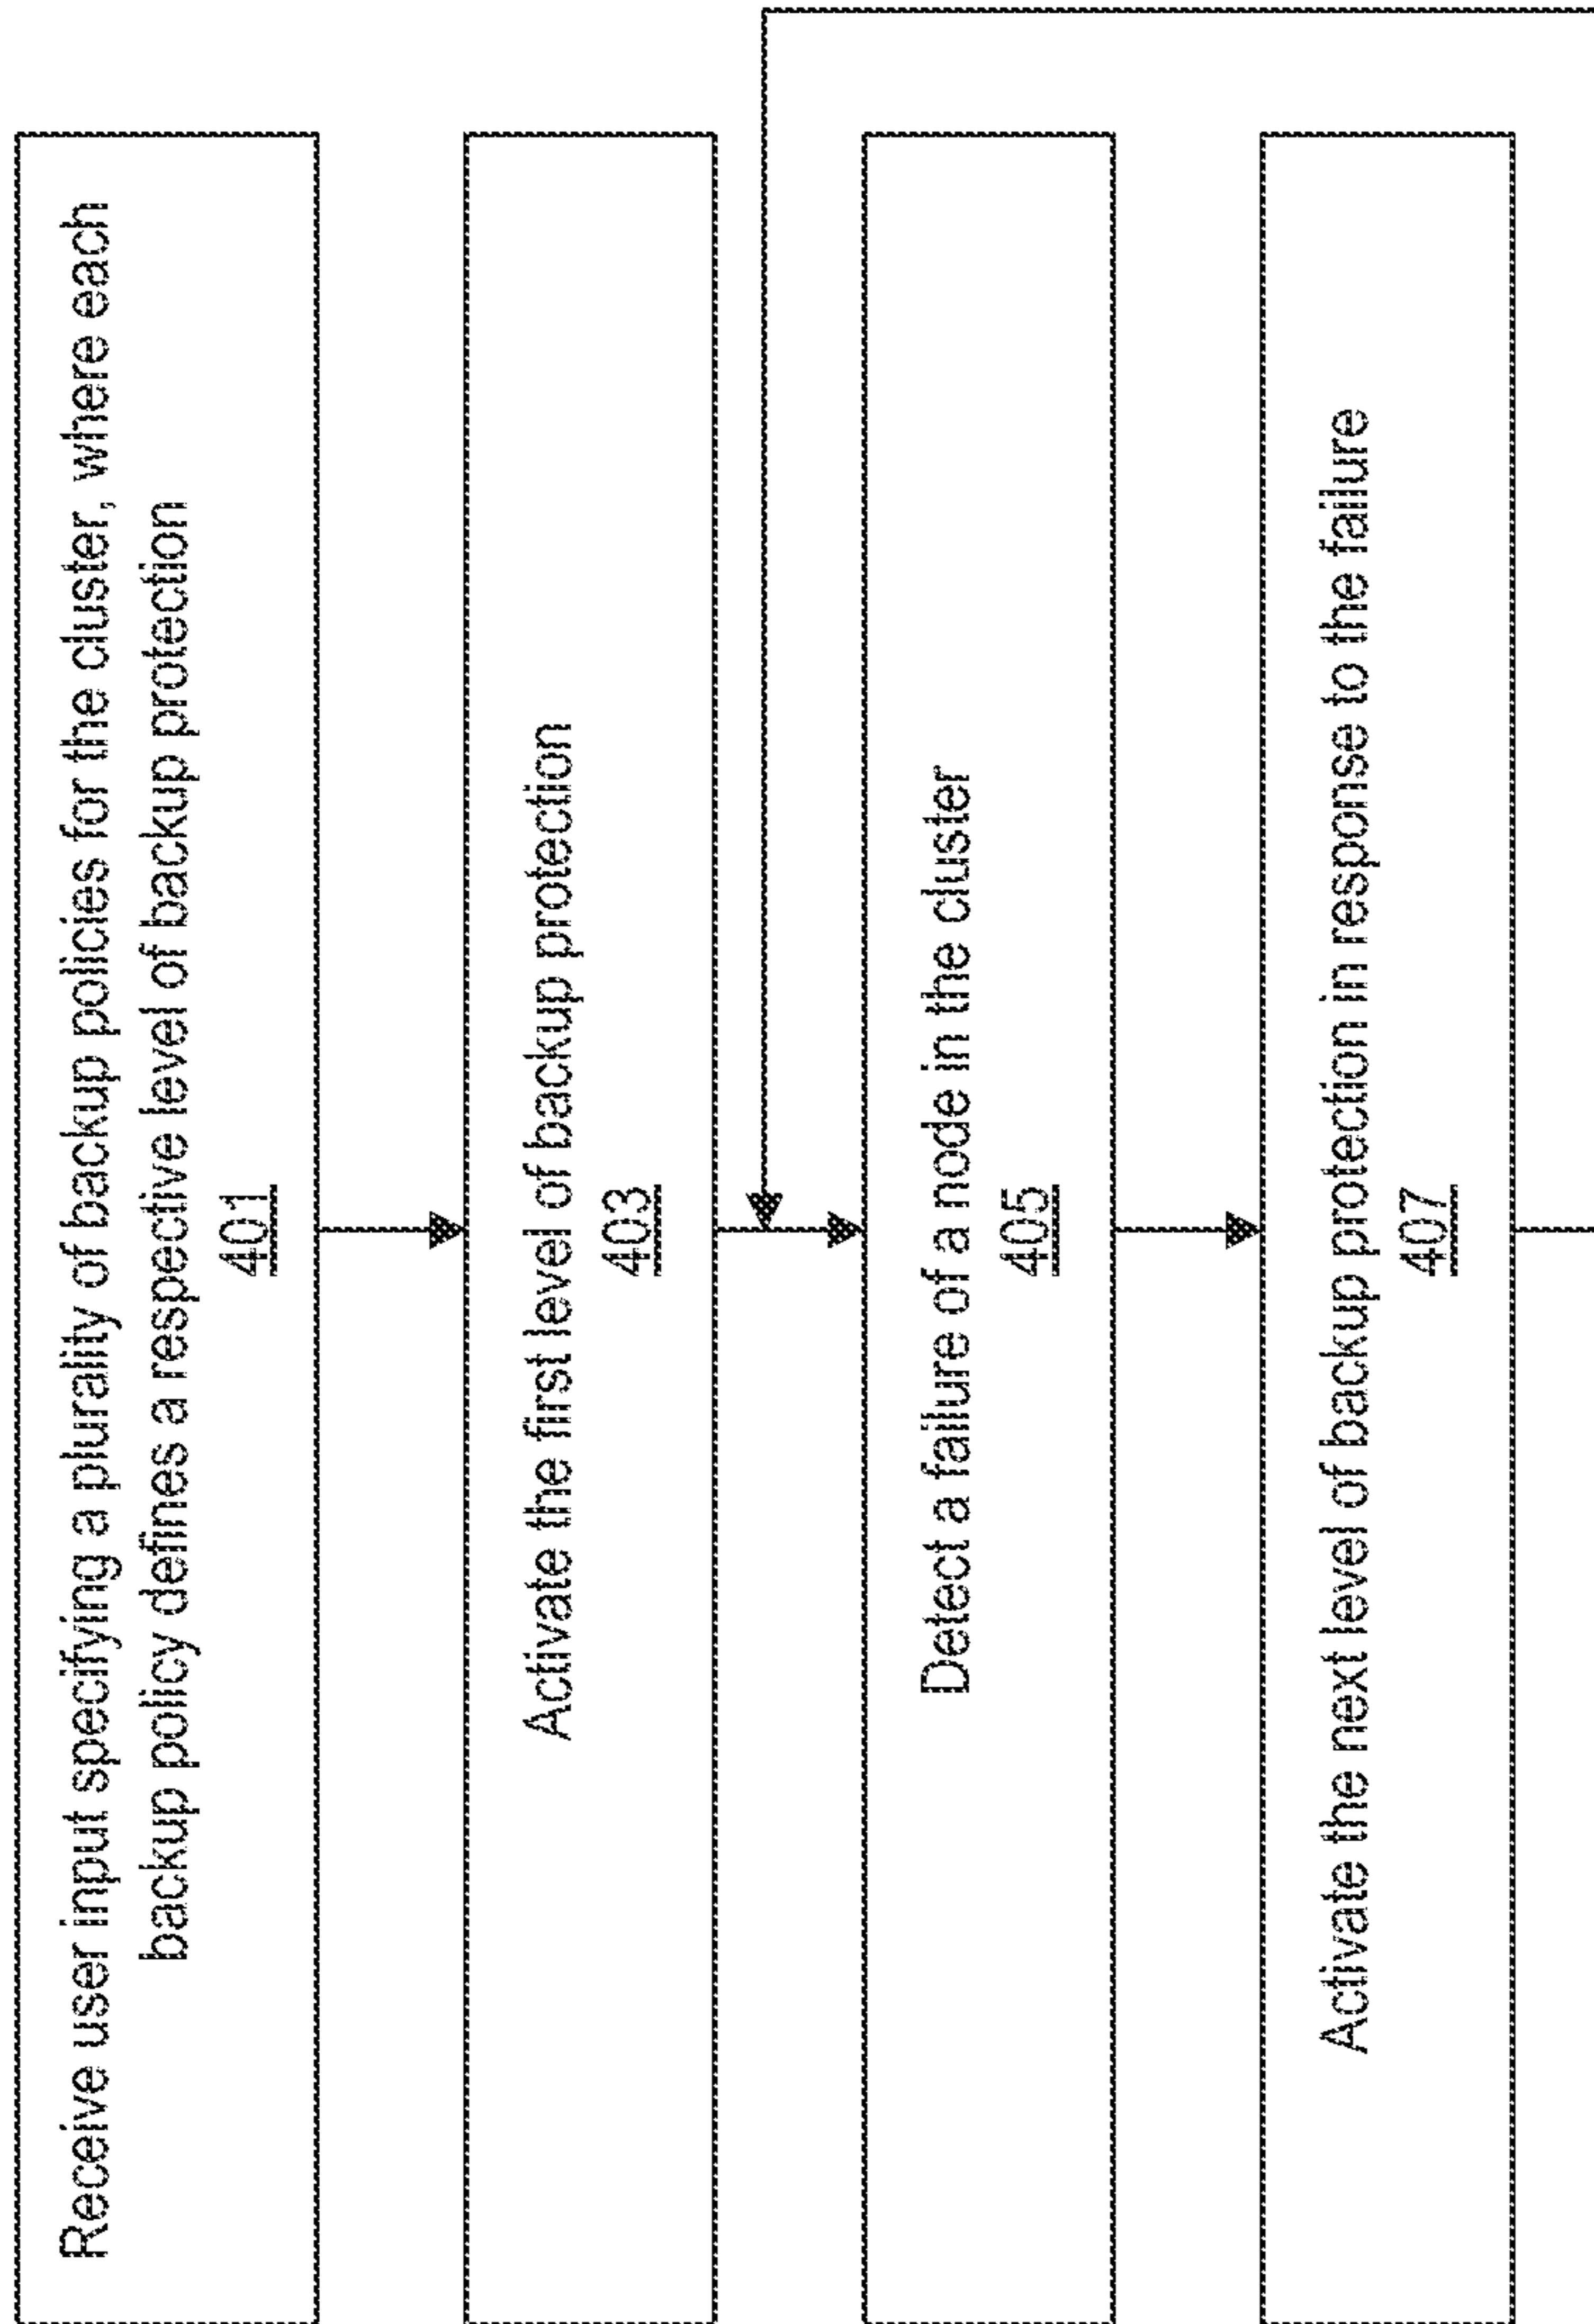 Receive user input specifying a plurality of backup policies for the cluster, where each
backup policy defines a respective level of backup protection
401
Activate the first level of backup protection
403
Detect a failure of a node in the cluster
405
Activate the next level of backup protection in response to the failure
407